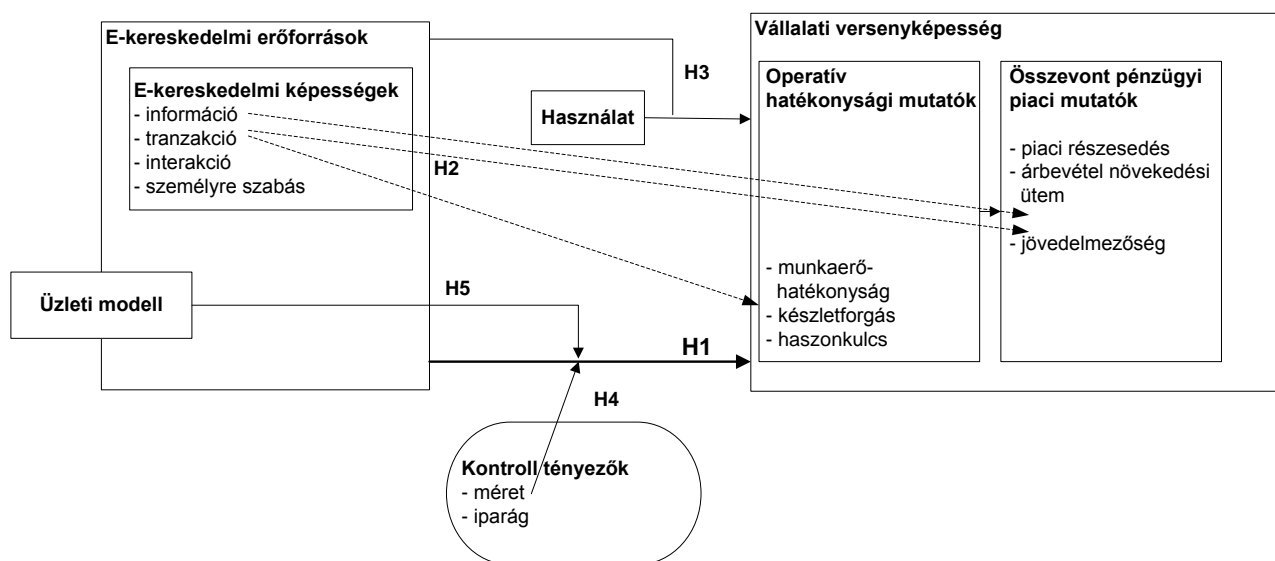 E-kereskedelmi erőforrások
E-kereskedelmi képességek
- információ
- tranzakció
- interakció
- személyre szabás
Üzleti modell
H2
H3
Használat
H5
H1
H4
Kontroll tényezők
- méret
- iparág
Vállalati versenyképesség
Operatív
hatékonysági mutatók
- munkaerő-
hatékonyság
- készletforgás
- haszonkulcs
Összevont pénzügyi
piaci mutatók
- piaci részesedés
- árbevétel növekedési
ütem
- jövedelmezőség